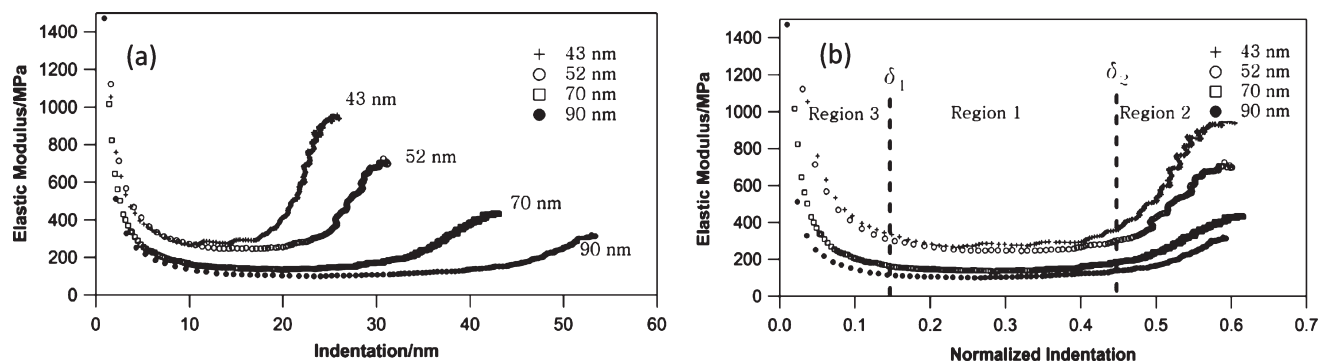 (a)
Elastic Modulus/MPa
1400
1200
1000
800
600
400
200
0
+ 43 nm
○ 52 nm
□ 70 nm
● 90 nm
43 nm
52 nm
70 nm
90 nm
0 10 20 30 40 50 60
Indentation/nm
(b)
Elastic Modulus/MPa
1400
1200
1000
800
600
400
200
0
δ1
δ2
+ 43 nm
○ 52 nm
□ 70 nm
● 90 nm
Region 3
Region 1
Region 2
0.0 0.1 0.2 0.3 0.4 0.5 0.6 0.7
Normalized Indentation